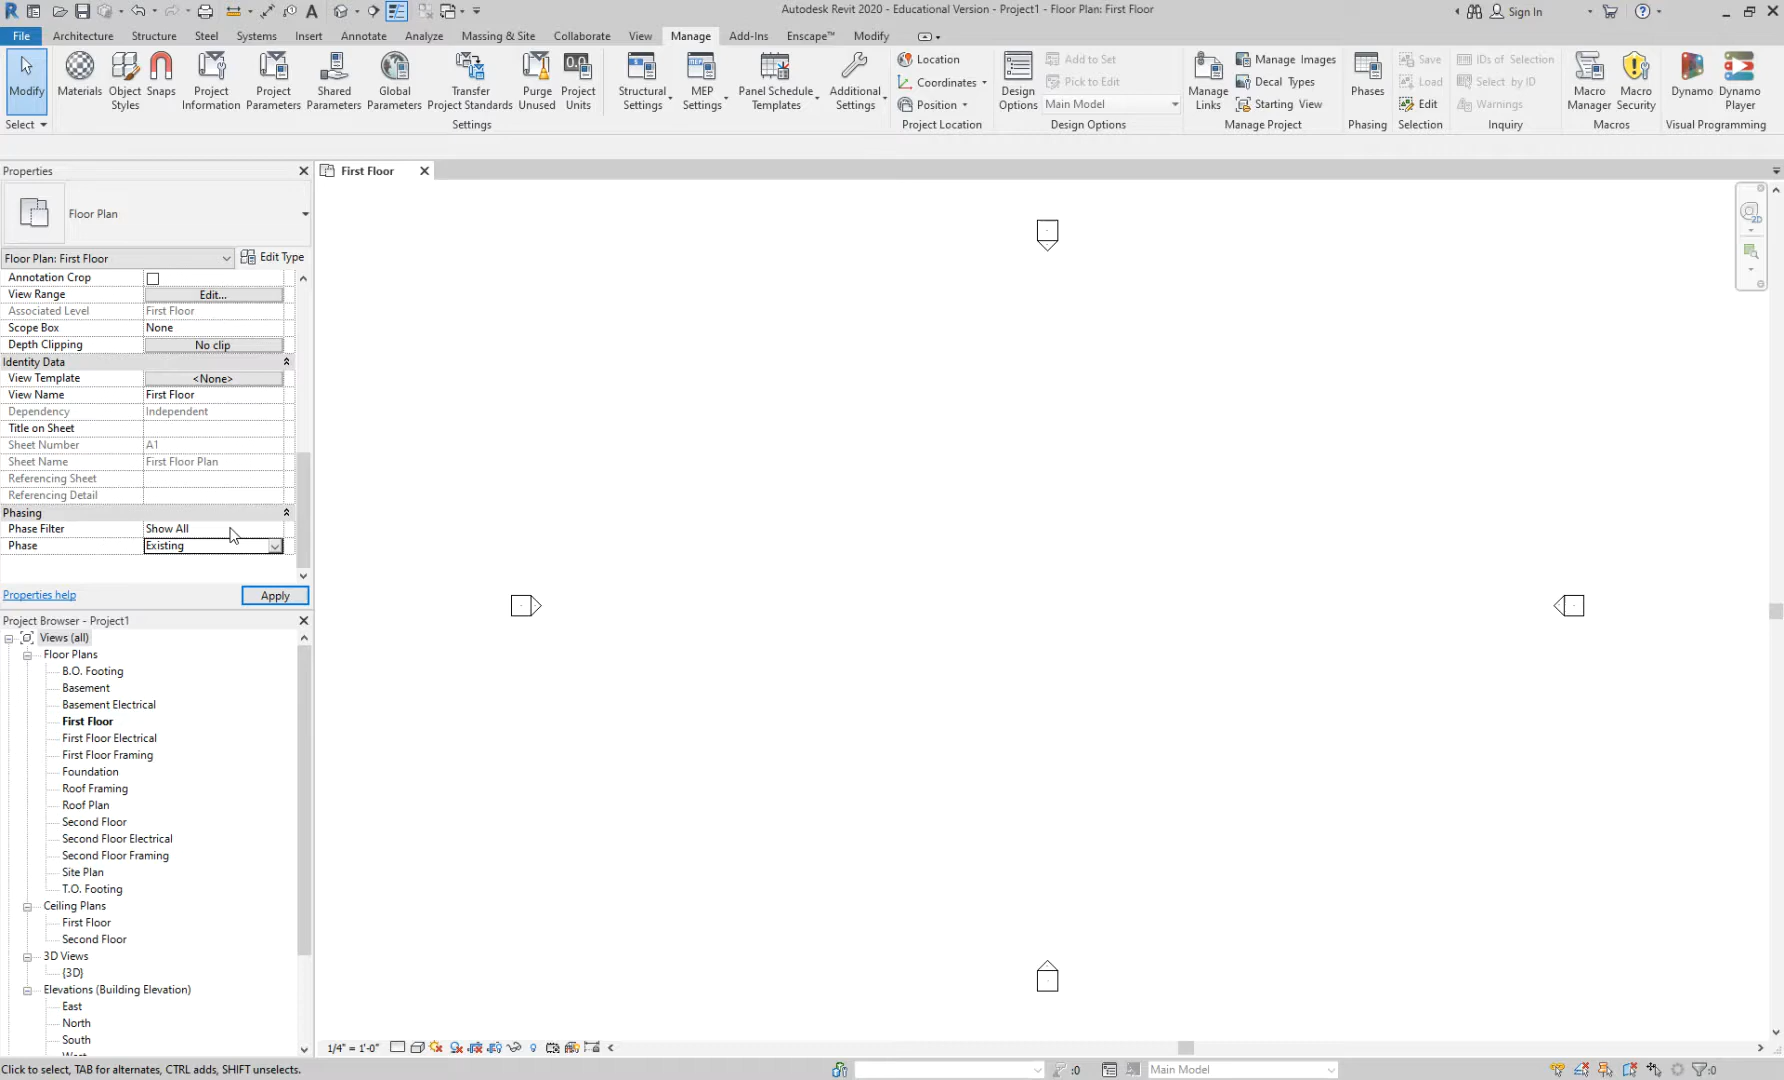 Autodesk Revit 2020 - Educational Version - Project1 - Floor Plan: First Floor
Sign In
File Architecture Structure Steel Systems Insert Annotate Analyze Massing & Site Collaborate View Manage Add-Ins Enscape™ Modify
Modify
Materials
Object Styles
Snaps
Project Information
Project Parameters
Shared Parameters
Global Parameters
Transfer Project Standards
Purge Unused
Project Units
Structural Settings
MEP Settings
Panel Schedule Templates
Additional Settings
Location
Coordinates
Position
Design Options
Add to Set
Pick to Edit
Main Model
Manage Links
Manage Images
Decal Types
Starting View
Phases
Save
Load
Edit
IDs of Selection
Select by ID
Warnings
Macro Manager
Macro Security
Dynamo
Dynamo Player
Select Settings Project Location Design Options Manage Project Phasing Selection Inquiry Macros Visual Programming
Properties
First Floor
Floor Plan
Floor Plan: First Floor Edit Type
Annotation Crop
View Range Edit...
Associated Level First Floor
Scope Box None
Depth Clipping No clip
Identity Data
View Template <None>
View Name First Floor
Dependency Independent
Title on Sheet
Sheet Number A1
Sheet Name First Floor Plan
Referencing Sheet
Referencing Detail
Phasing
Phase Filter Show All
Phase Existing
Properties help Apply
Project Browser - Project1
Views (all)
Floor Plans
B.O. Footing
Basement
Basement Electrical
First Floor
First Floor Electrical
First Floor Framing
Foundation
Roof Framing
Roof Plan
Second Floor
Second Floor Electrical
Second Floor Framing
Site Plan
T.O. Footing
Ceiling Plans
First Floor
Second Floor
3D Views
{3D}
Elevations (Building Elevation)
East
North
South
1/4" = 1'-0"
Click to select, TAB for alternates, CTRL adds, SHIFT unselects.
:0
Main Model
:0
2D